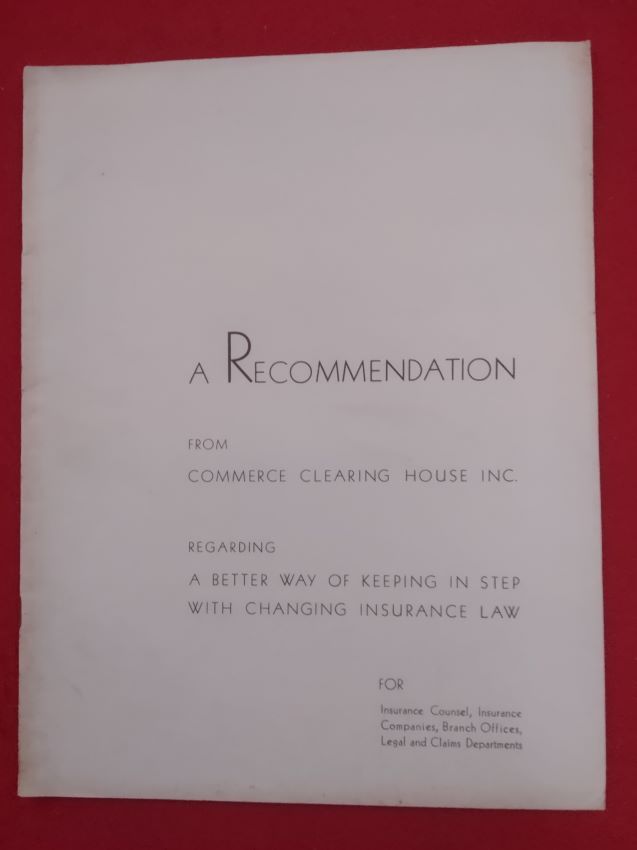 A RECOMMENDATION
FROM
COMMERCE CLEARING HOUSE INC.
REGARDING
A BETTER WAY OF KEEPING IN STEP
WITH CHANGING INSURANCE LAW
FOR
Insurance Counsel, Insurance
Companies, Branch Offices,
Legal and Claims Departments